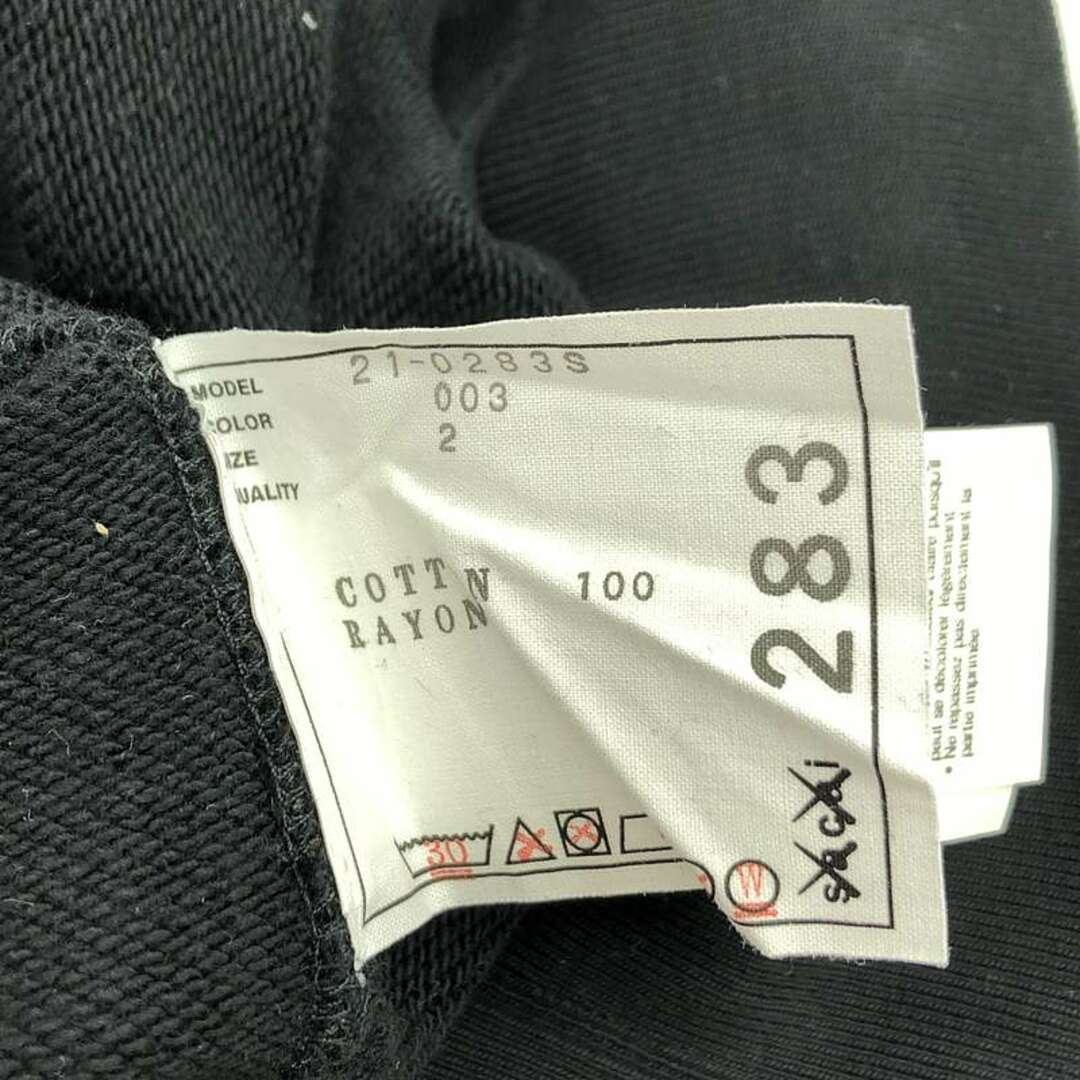 MODEL 21-0283S
COLOR 003
IZE 2
UALITY
COTT N 100
RAYON
283
sacai
30
W
peut se décolorer légèrement
• Ne repassez pas directement la
partie imprimée